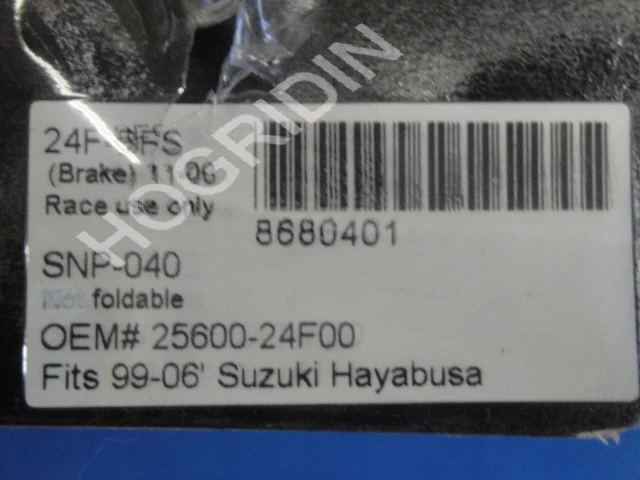 HOGRIDIN
(Brake) 11-06
Race use only
8680401
SNP-040
Not foldable
OEM# 25600-24F00
Fits 99-06' Suzuki Hayabusa